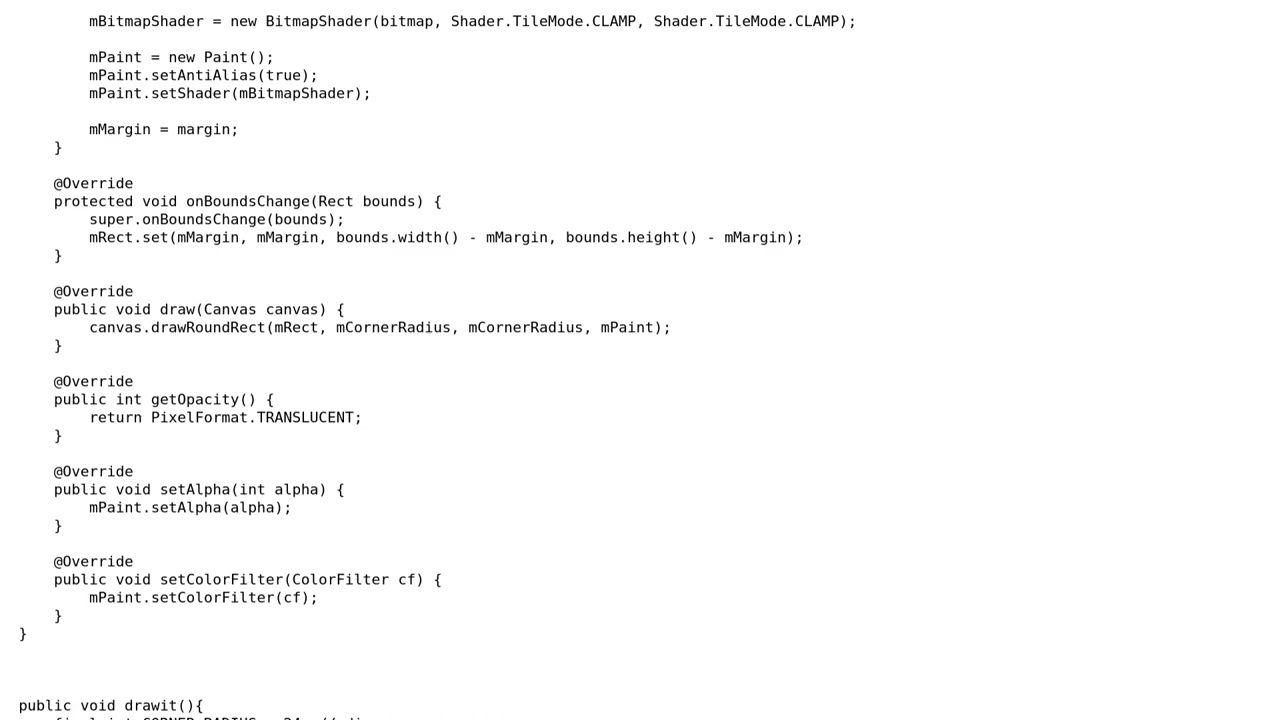 mBitmapShader = new BitmapShader(bitmap, Shader.TileMode.CLAMP, Shader.TileMode.CLAMP);
mPaint = new Paint();
mPaint.setAntiAlias(true);
mPaint.setShader(mBitmapShader);
mMargin = margin;
}
@Override
protected void onBoundsChange(Rect bounds) {
super.onBoundsChange(bounds);
mRect.set(mMargin, mMargin, bounds.width() - mMargin, bounds.height() - mMargin);
}
@Override
public void draw(Canvas canvas) {
canvas.drawRoundRect(mRect, mCornerRadius, mCornerRadius, mPaint);
}
@Override
public int getOpacity() {
return PixelFormat.TRANSLUCENT;
}
@Override
public void setAlpha(int alpha) {
mPaint.setAlpha(alpha);
}
@Override
public void setColorFilter(ColorFilter cf) {
mPaint.setColorFilter(cf);
}
}
public void drawit(){